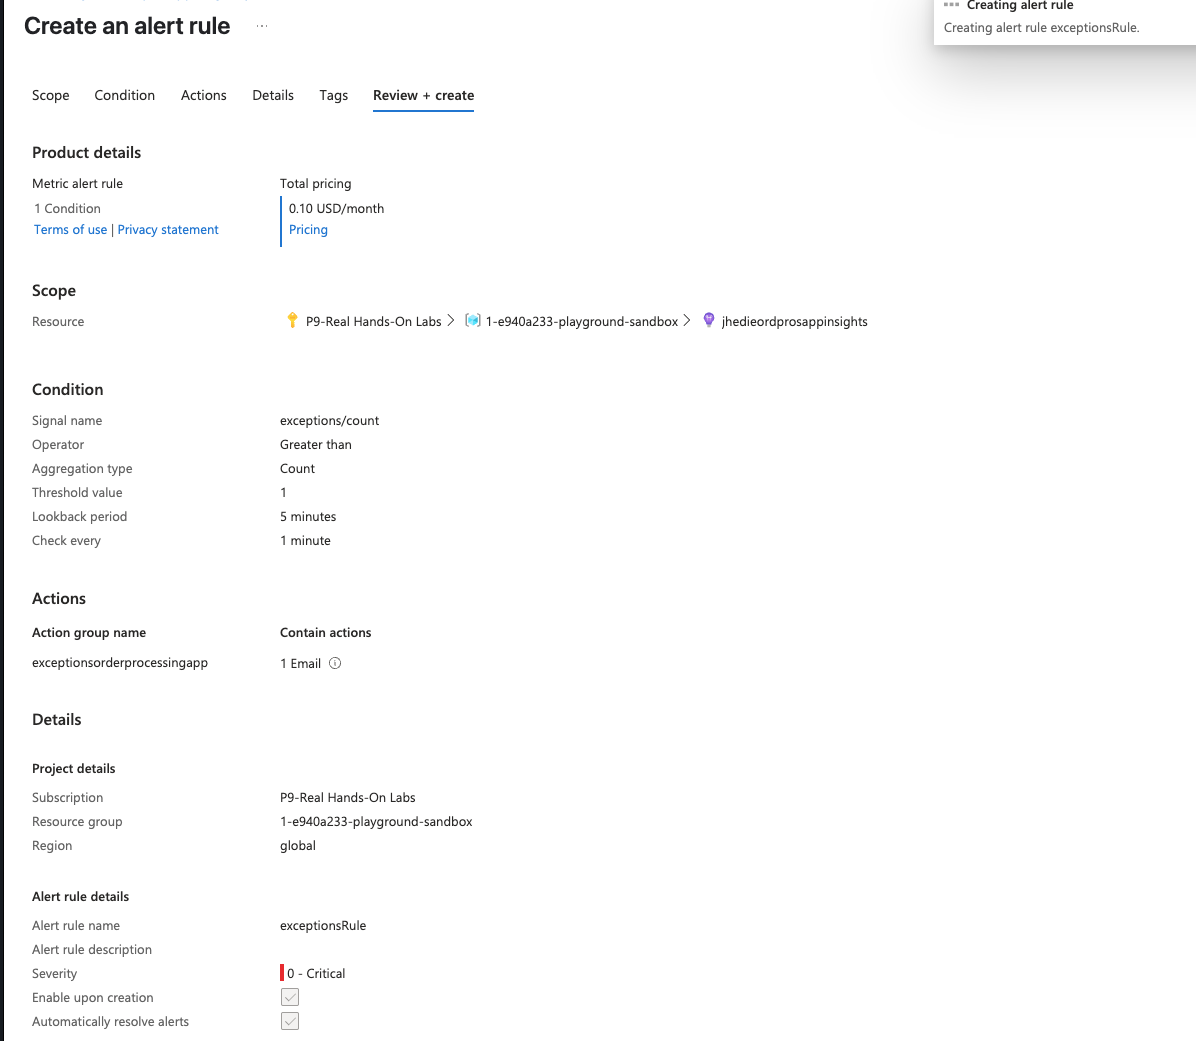 Creating alert rule
Creating alert rule exceptionsRule.
Create an alert rule ...
Scope Condition Actions Details Tags Review + create
Product details
Metric alert rule Total pricing
1 Condition 0.10 USD/month
Terms of use | Privacy statement Pricing
Scope
Resource P9-Real Hands-On Labs > 1-e940a233-playground-sandbox > jhedieordprosappinsights
Condition
Signal name exceptions/count
Operator Greater than
Aggregation type Count
Threshold value 1
Lookback period 5 minutes
Check every 1 minute
Actions
Action group name Contain actions
exceptionsorderprocessingapp 1 Email
Details
Project details
Subscription P9-Real Hands-On Labs
Resource group 1-e940a233-playground-sandbox
Region global
Alert rule details
Alert rule name exceptionsRule
Alert rule description
Severity 0 - Critical
Enable upon creation
Automatically resolve alerts